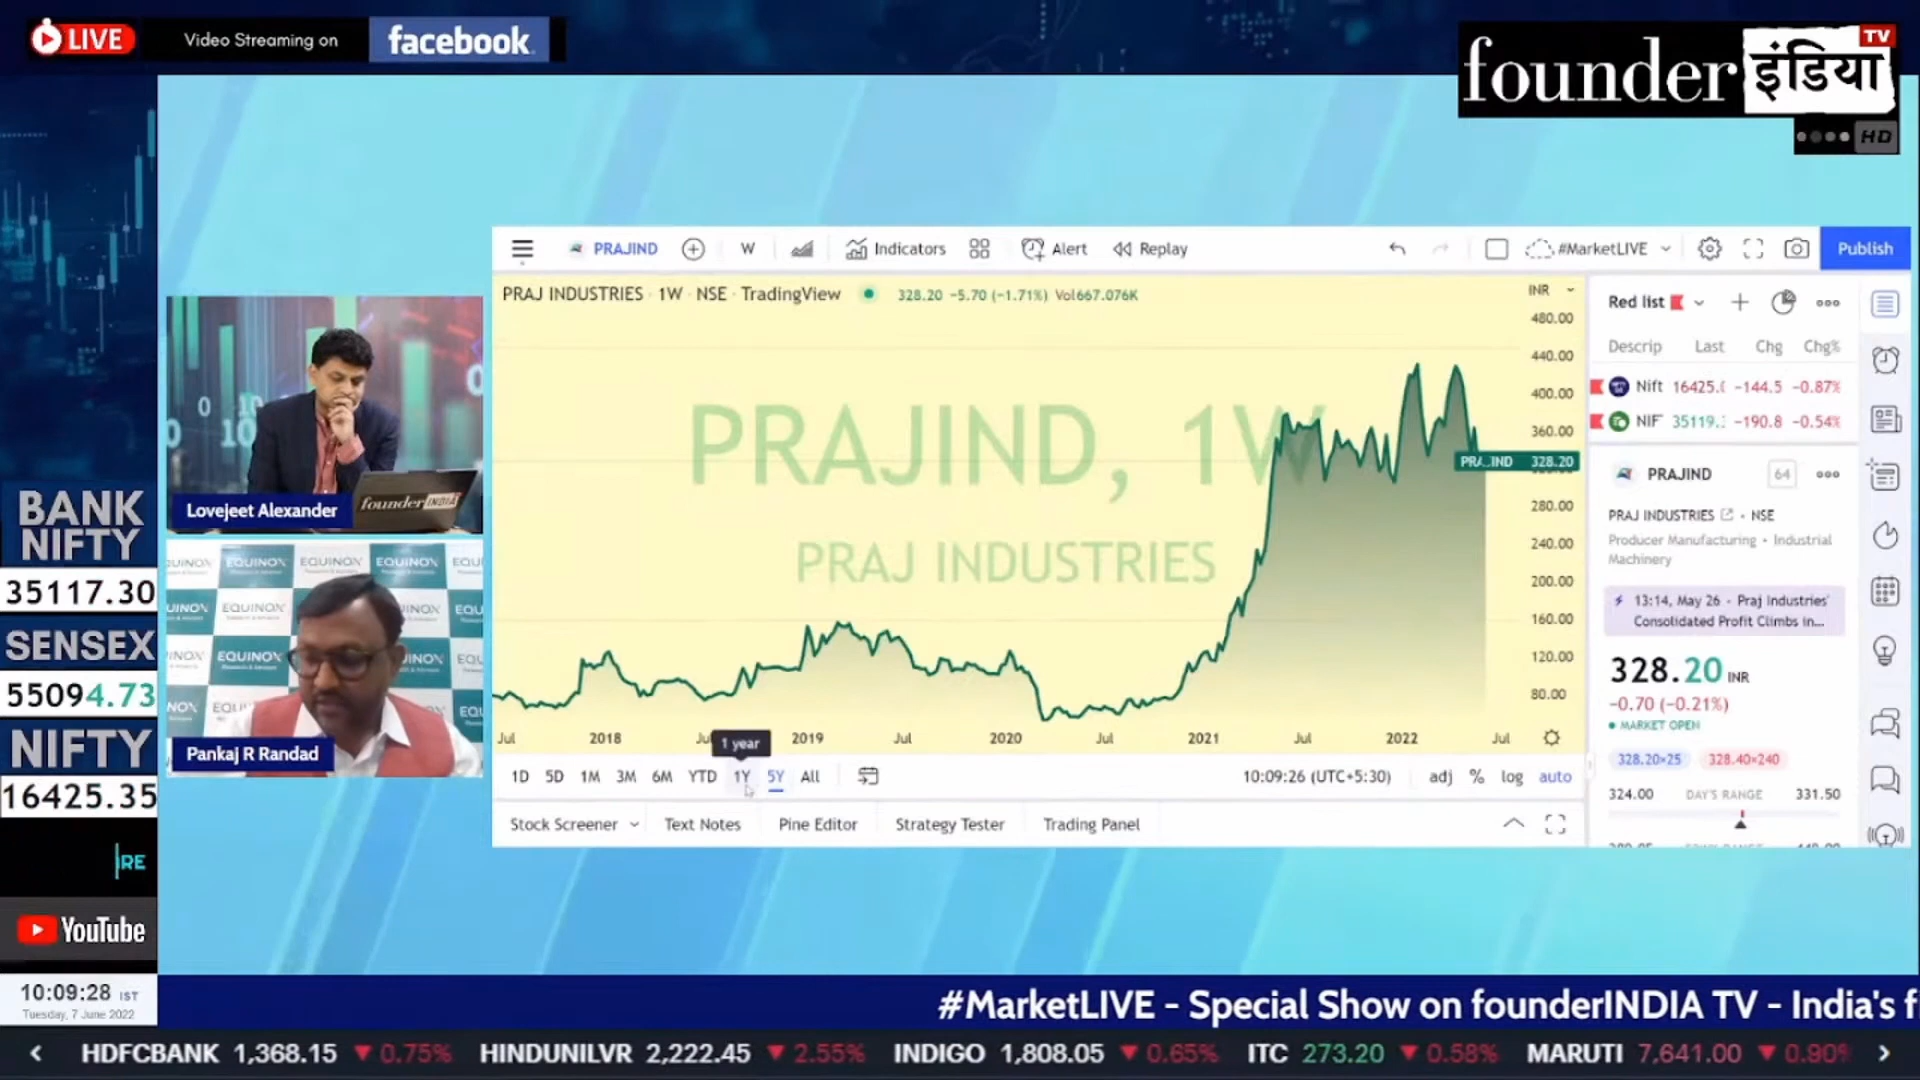 LIVE
Video Streaming on
facebook
founder इंडिया TV
HD
PRAJIND
W
Indicators
Alert
Replay
#MarketLIVE
Publish
PRAJ INDUSTRIES · 1W · NSE · TradingView
328.20 −5.70 (−1.71%) Vol667.076K
INR
480.00
440.00
400.00
360.00
PRAJIND, 1W
PRAJ INDUSTRIES
328.20
280.00
240.00
200.00
160.00
120.00
80.00
Jul 2018 2019 Jul 2020 Jul 2021 Jul 2022 Jul
1 year
1D 5D 1M 3M 6M YTD 1Y 5Y All
10:09:26 (UTC+5:30) adj % log auto
Stock Screener Text Notes Pine Editor Strategy Tester Trading Panel
Red list
Descrip Last Chg Chg%
Nift 16425. −144.5 −0.87%
NIF 35119. −190.8 −0.54%
PRAJIND 64
PRAJ INDUSTRIES · NSE
Producer Manufacturing · Industrial
Machinery
13:14, May 26 - Praj Industries'
Consolidated Profit Climbs in...
328.20 INR
−0.70 (−0.21%)
MARKET OPEN
328.20×25 328.40×240
324.00 DAY'S RANGE 331.50
founder INDIA
Lovejeet Alexander
EQUINOX
EQUINOX
EQUINOX
EQUINOX
Pankaj R Randad
BANK
NIFTY
35117.30
SENSEX
55094.73
NIFTY
16425.35
RE
YouTube
10:09:28 IST
Tuesday, 7 June 2022
#MarketLIVE - Special Show on founderINDIA TV - India's f
HDFCBANK 1,368.15 ▼ 0.75% HINDUNILVR 2,222.45 ▼ 2.55% INDIGO 1,808.05 ▼ 0.65% ITC 273.20 ▼ 0.58% MARUTI 7,641.00 ▼ 0.90%